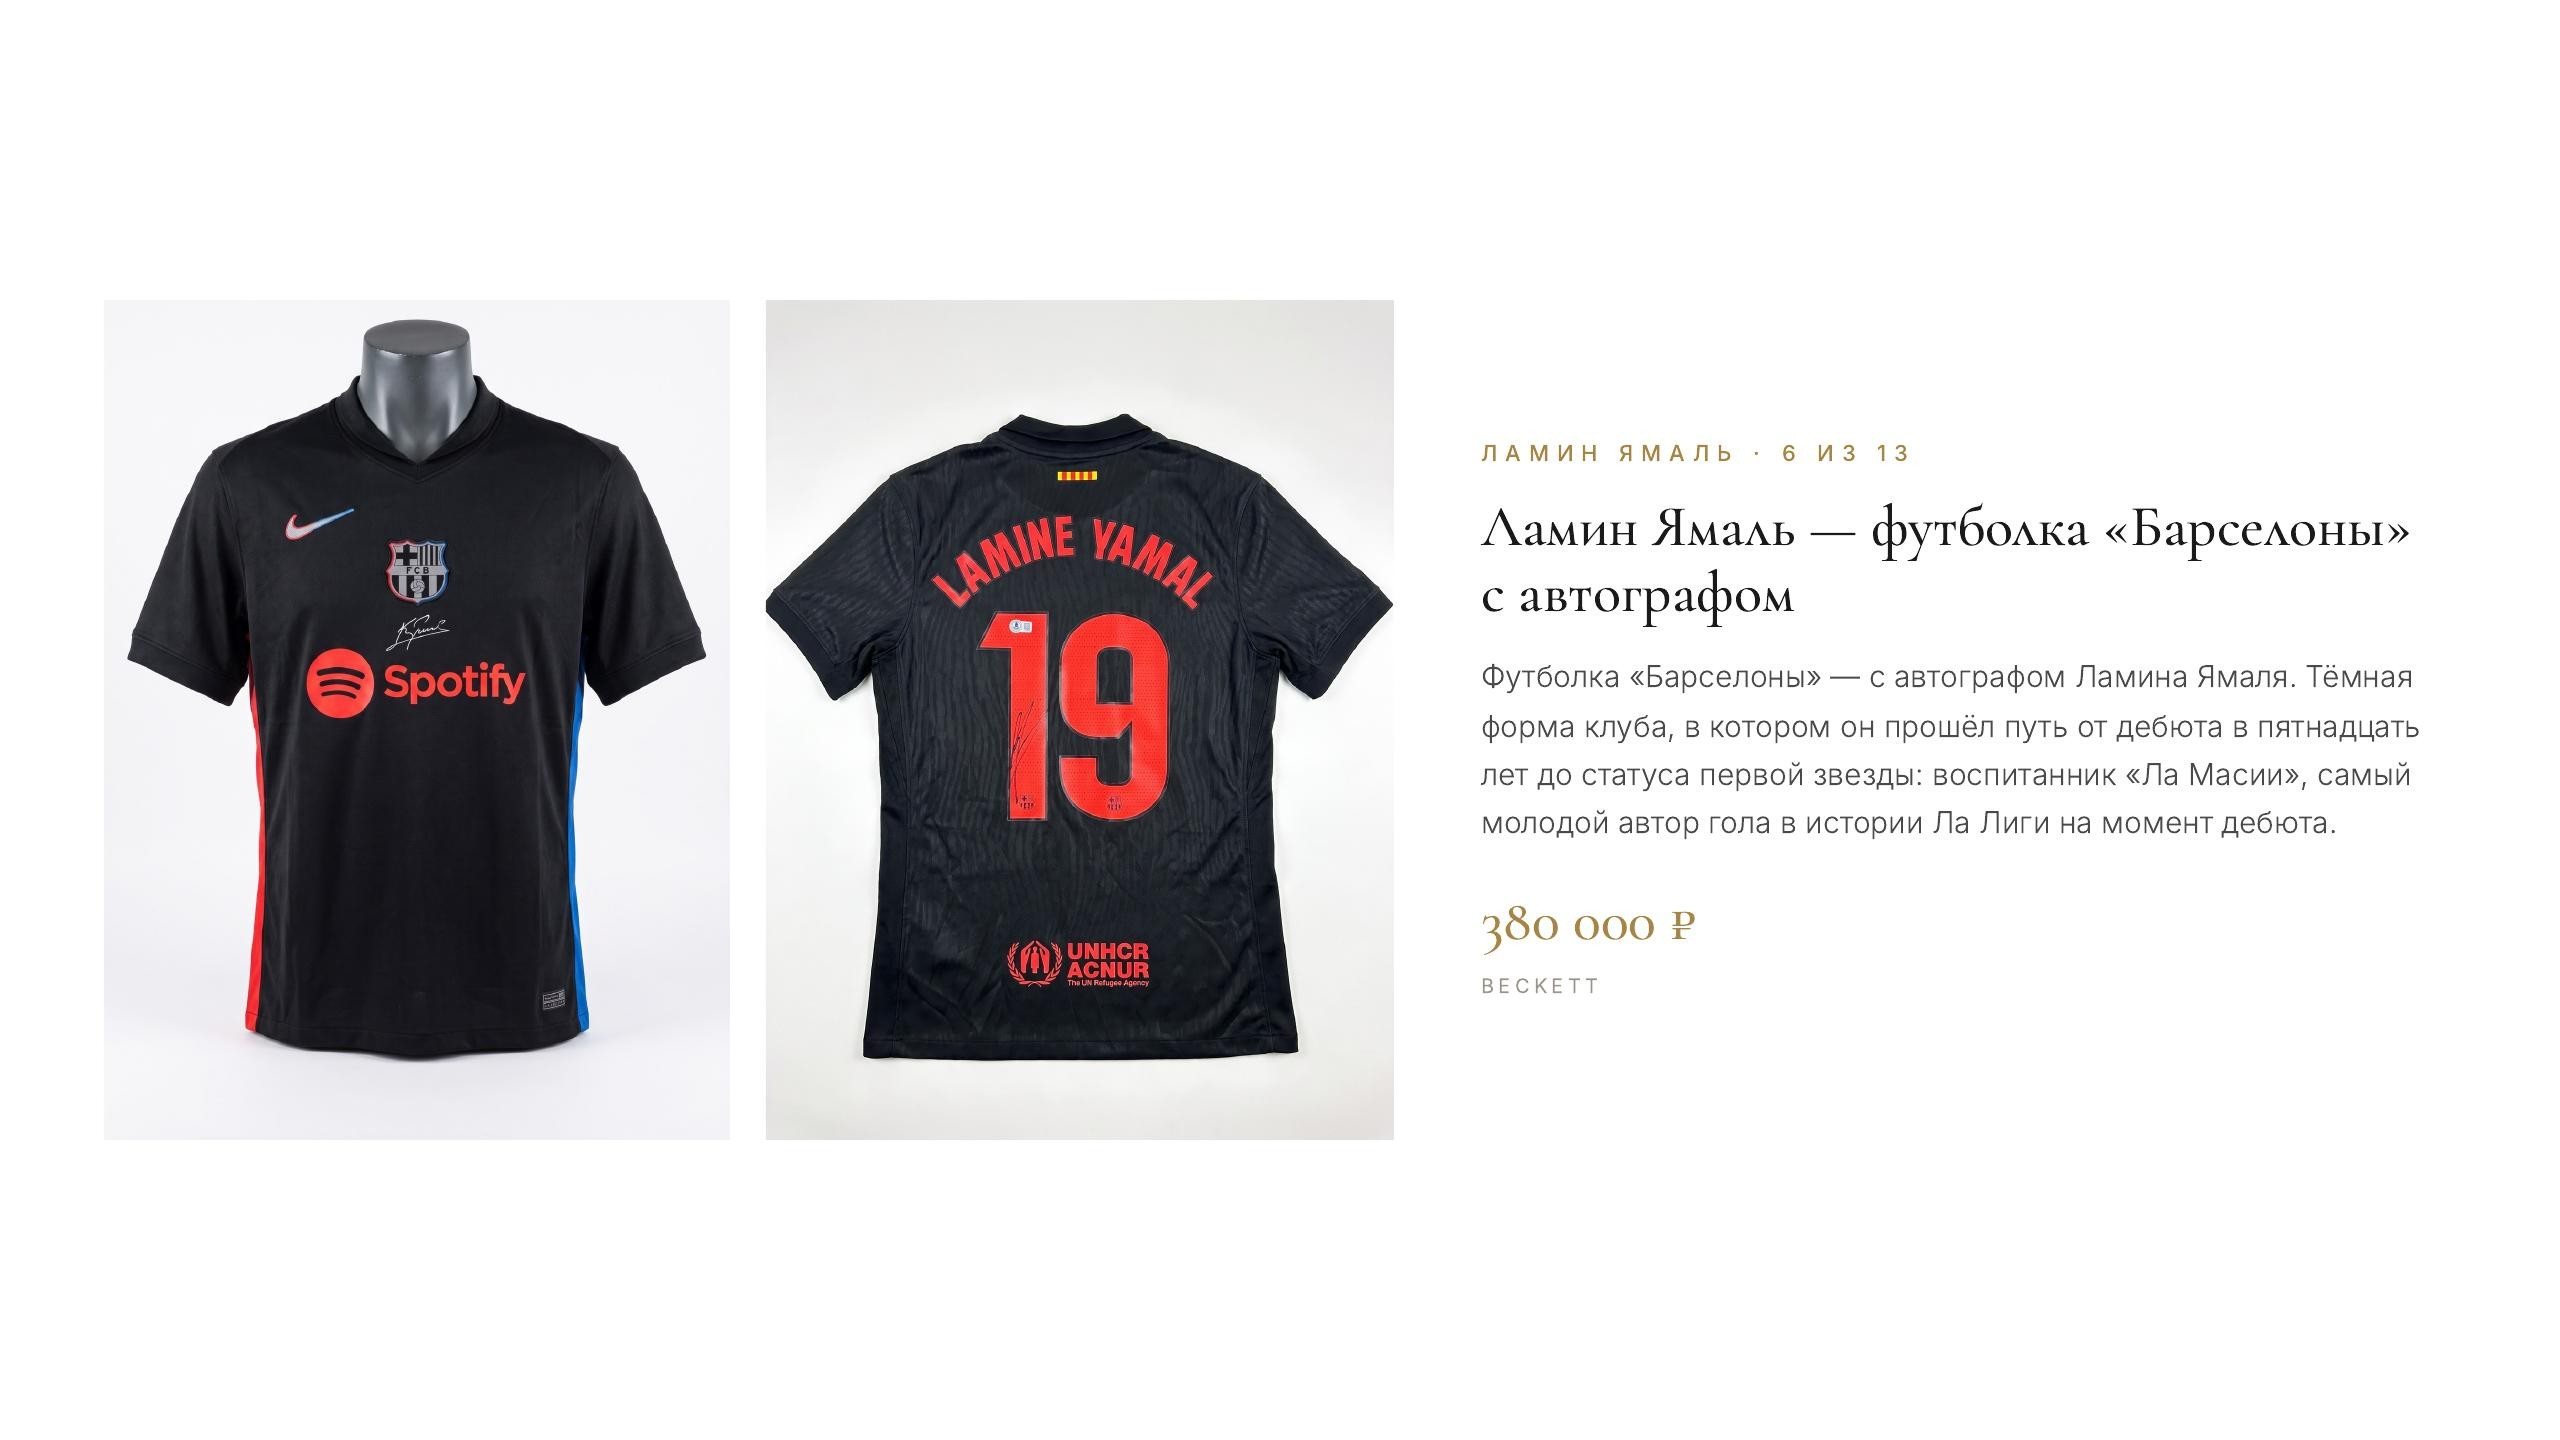 FCB
Spotify
LAMINE YAMAL
19
UNHCR
ACNUR
The UN Refugee Agency
ЛАМИН ЯМАЛЬ · 6 ИЗ 13
Ламин Ямаль — футболка «Барселоны»
с автографом
Футболка «Барселоны» — с автографом Ламина Ямаля. Тёмная
форма клуба, в котором он прошёл путь от дебюта в пятнадцать
лет до статуса первой звезды: воспитанник «Ла Масии», самый
молодой автор гола в истории Ла Лиги на момент дебюта.
380 000 ₽
BECKETT